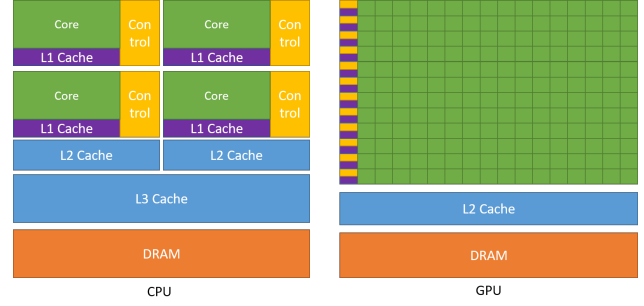 Core
Con
trol
L1 Cache
Core
Con
trol
L1 Cache
Core
Con
trol
L1 Cache
Core
Con
trol
L1 Cache
L2 Cache
L2 Cache
L3 Cache
DRAM
CPU
L2 Cache
DRAM
GPU